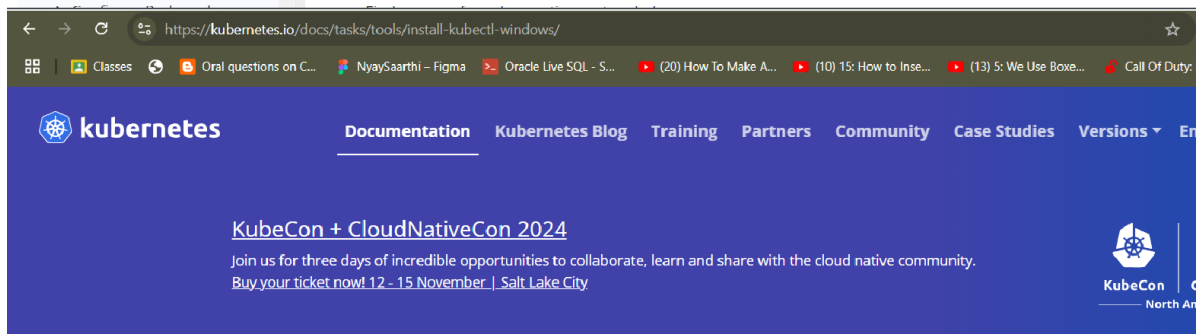 https://kubernetes.io/docs/tasks/tools/install-kubectl-windows/
Classes Oral questions on C... NyaySaarthi – Figma Oracle Live SQL - S... (20) How To Make A... (10) 15: How to Inse... (13) 5: We Use Boxe... Call Of Duty:
kubernetes Documentation Kubernetes Blog Training Partners Community Case Studies Versions
KubeCon + CloudNativeCon 2024
Join us for three days of incredible opportunities to collaborate, learn and share with the cloud native community.
Buy your ticket now! 12 - 15 November | Salt Lake City
KubeCon
North